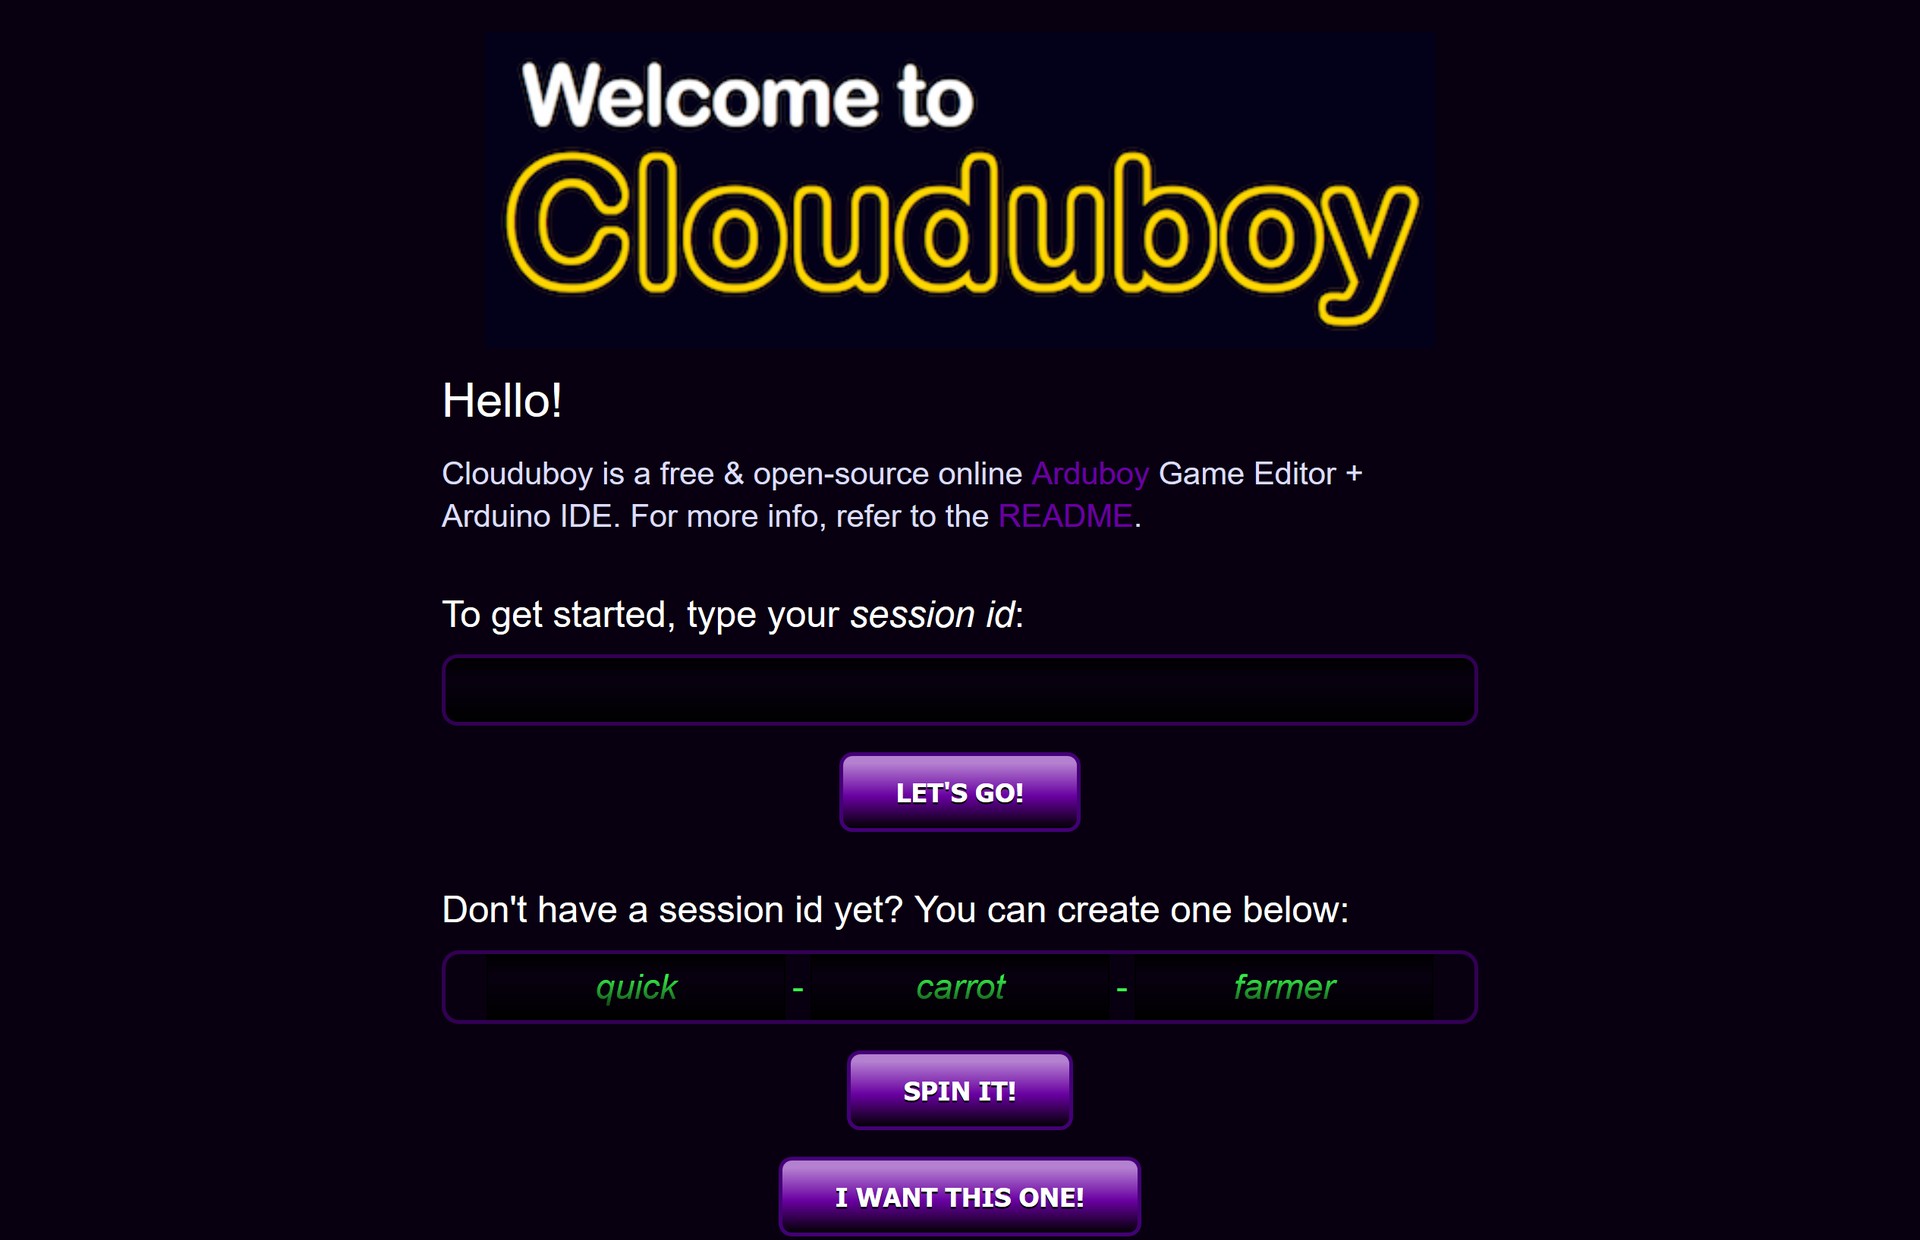 Welcome to
Clouduboy
Hello!
Clouduboy is a free & open-source online Arduboy Game Editor +
Arduino IDE. For more info, refer to the README.
To get started, type your session id:
LET'S GO!
Don't have a session id yet? You can create one below:
quick - carrot - farmer
SPIN IT!
I WANT THIS ONE!